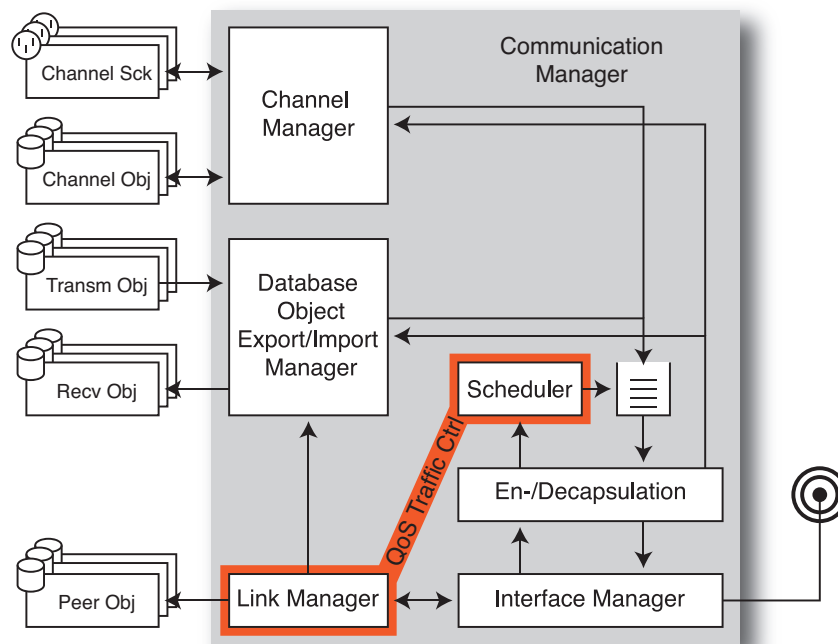 Communication
Manager
Channel Sck
Channel
Manager
Channel Obj
Transm Obj
Database
Object
Export/Import
Manager
Recv Obj
Scheduler
QoS Traffic Ctrl
En-/Decapsulation
Peer Obj
Link Manager
Interface Manager